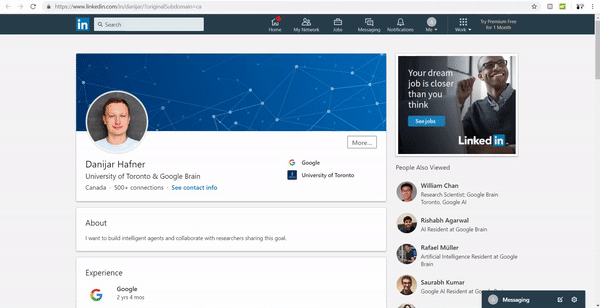 https://www.linkedin.com/in/danijar/?originalSubdomain=ca
in
Search
Home
My Network
Jobs
Messaging
Notifications
Me
Work
Try Premium Free
for 1 Month
More...
Danijar Hafner
University of Toronto & Google Brain
Canada · 500+ connections · See contact info
Google
University of Toronto
About
I want to build intelligent agents and collaborate with researchers sharing this goal.
Experience
Google
2 yrs 4 mos
Your dream
job is closer
than you
think
See jobs
Linked in
People Also Viewed
William Chan
Research Scientist; Google Brain
Toronto, Google AI
Rishabh Agarwal
AI Resident at Google Brain
Rafael Müller
Artificial Intelligence Resident at Google
Brain
Saurabh Kumar
Google AI Resident at Google Brain
Messaging